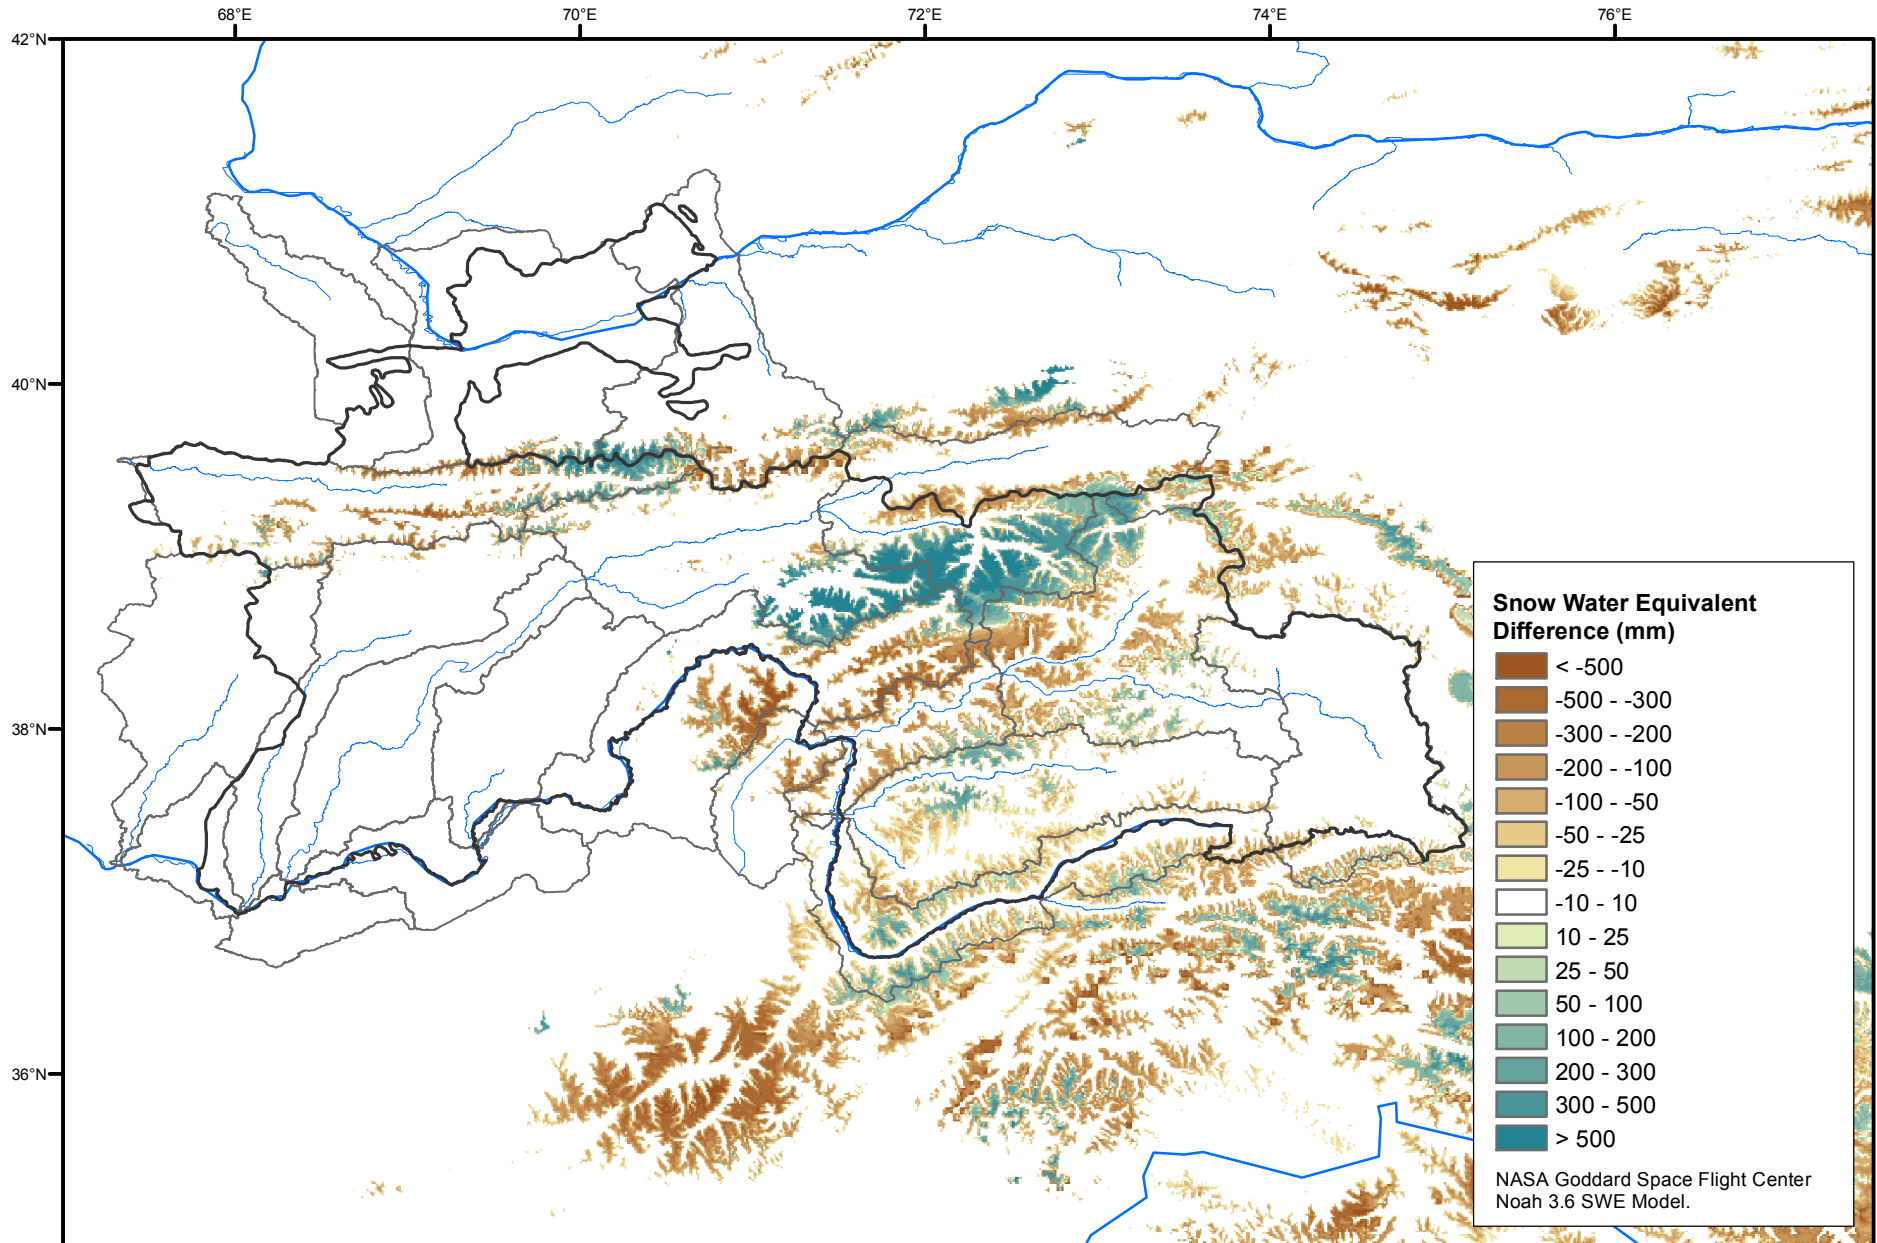 68°E
70°E
72°E
74°E
76°E
42°N
40°N
38°N
36°N
Snow Water Equivalent
Difference (mm)
< -500
-500 - -300
-300 - -200
-200 - -100
-100 - -50
-50 - -25
-25 - -10
-10 - 10
10 - 25
25 - 50
50 - 100
100 - 200
200 - 300
300 - 500
> 500
NASA Goddard Space Flight Center
Noah 3.6 SWE Model.